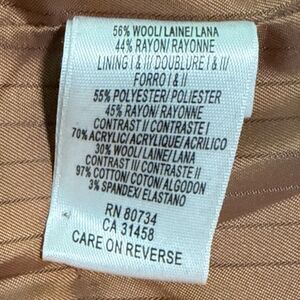 56% WOOL/LAINE/LANA
44% RAYON/RAYONNE
LINING I & II/ DOUBLURE I & II/
FORRO I & II
55% POLYESTER/ POLIESTER
45% RAYON/ RAYONNE
CONTRAST I/ CONTRASTE I
70% ACRYLIC/ ACRYLIQUE/ ACRILICO
30% WOOL/LAINE/LANA
CONTRAST II/ CONTRASTE II
97% COTTON/ COTON/ ALGODON
3% SPANDEX/ ELASTANO
RN 80734
CA 31458
CARE ON REVERSE